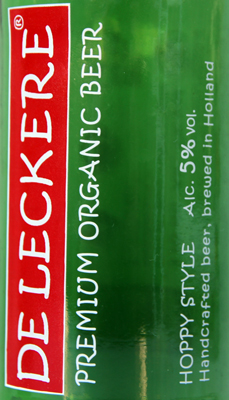 DE LECKERE®
PREMIUM ORGANIC BEER
HOPPY STYLE Alc. 5% vol.
Handcrafted beer, brewed in Holland